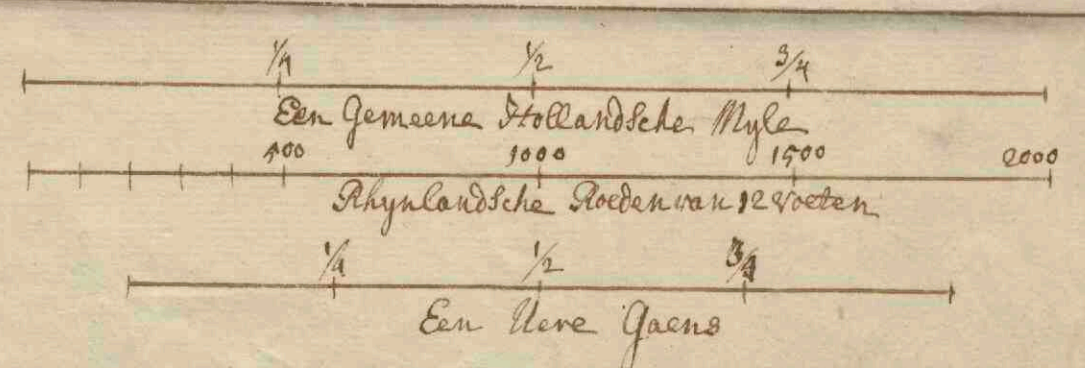 1/4 1/2 3/4
Een Gemeene Hollandsche Myle
500 1000 1500 2000
Rhynlandsche Roeden van 12 voeten
1/4 1/2 3/4
Een Uere Gaens